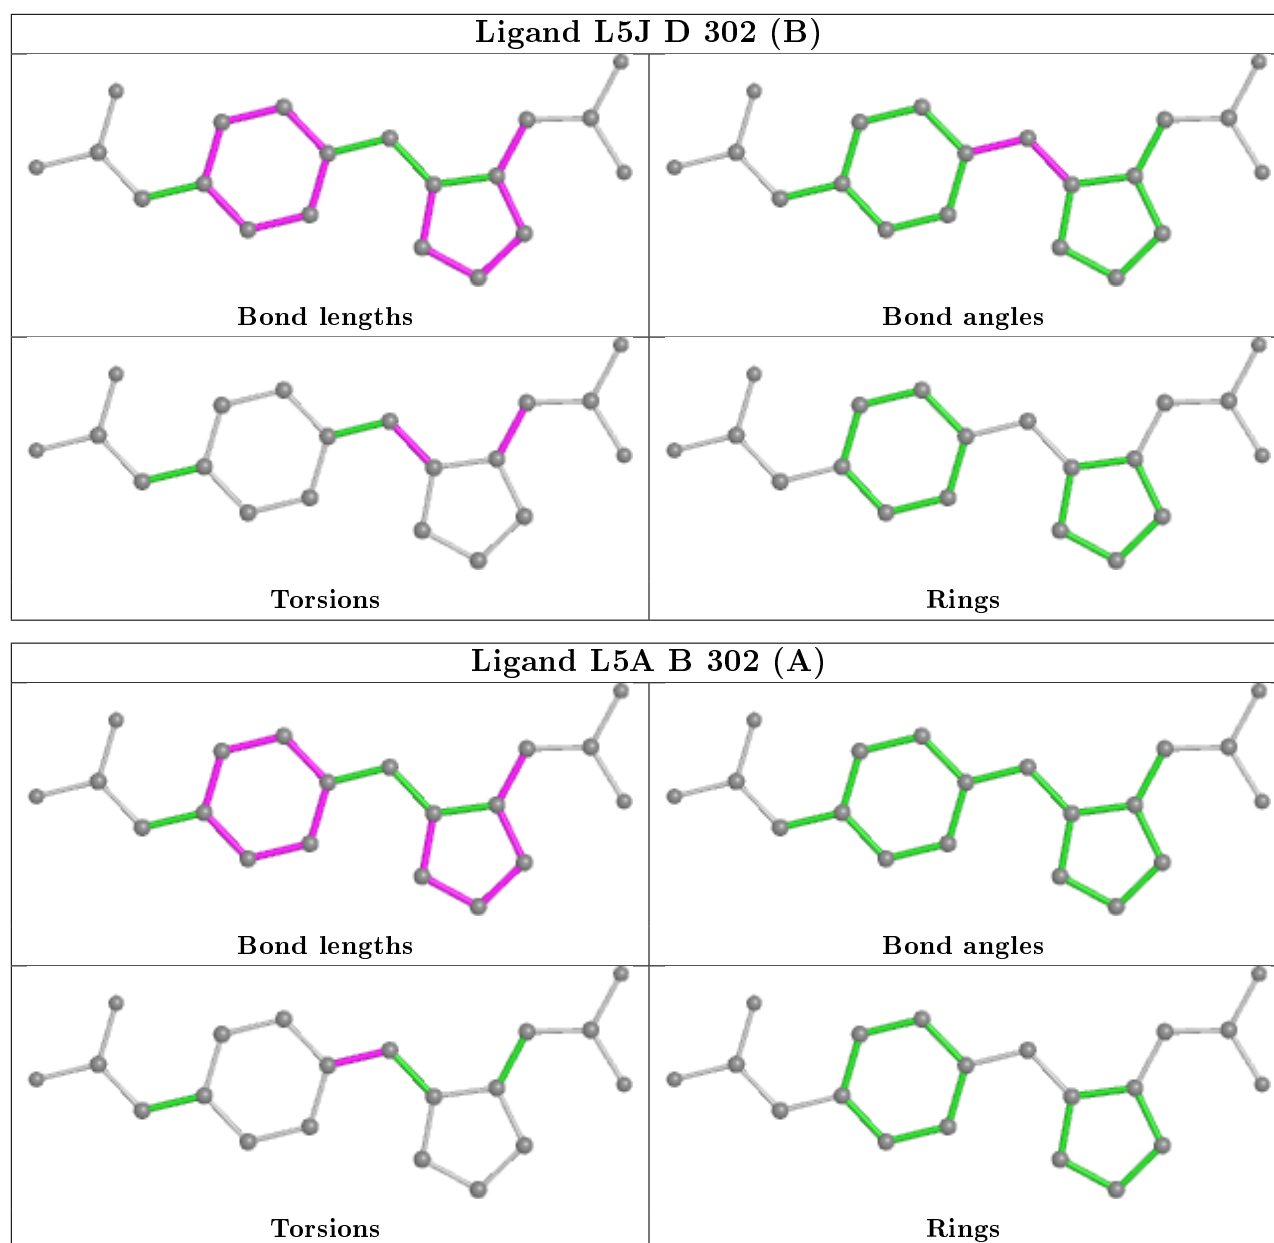 Ligand L5J D 302 (B)
Bond lengths
Bond angles
Torsions
Rings
Ligand L5A B 302 (A)
Bond lengths
Bond angles
Torsions
Rings